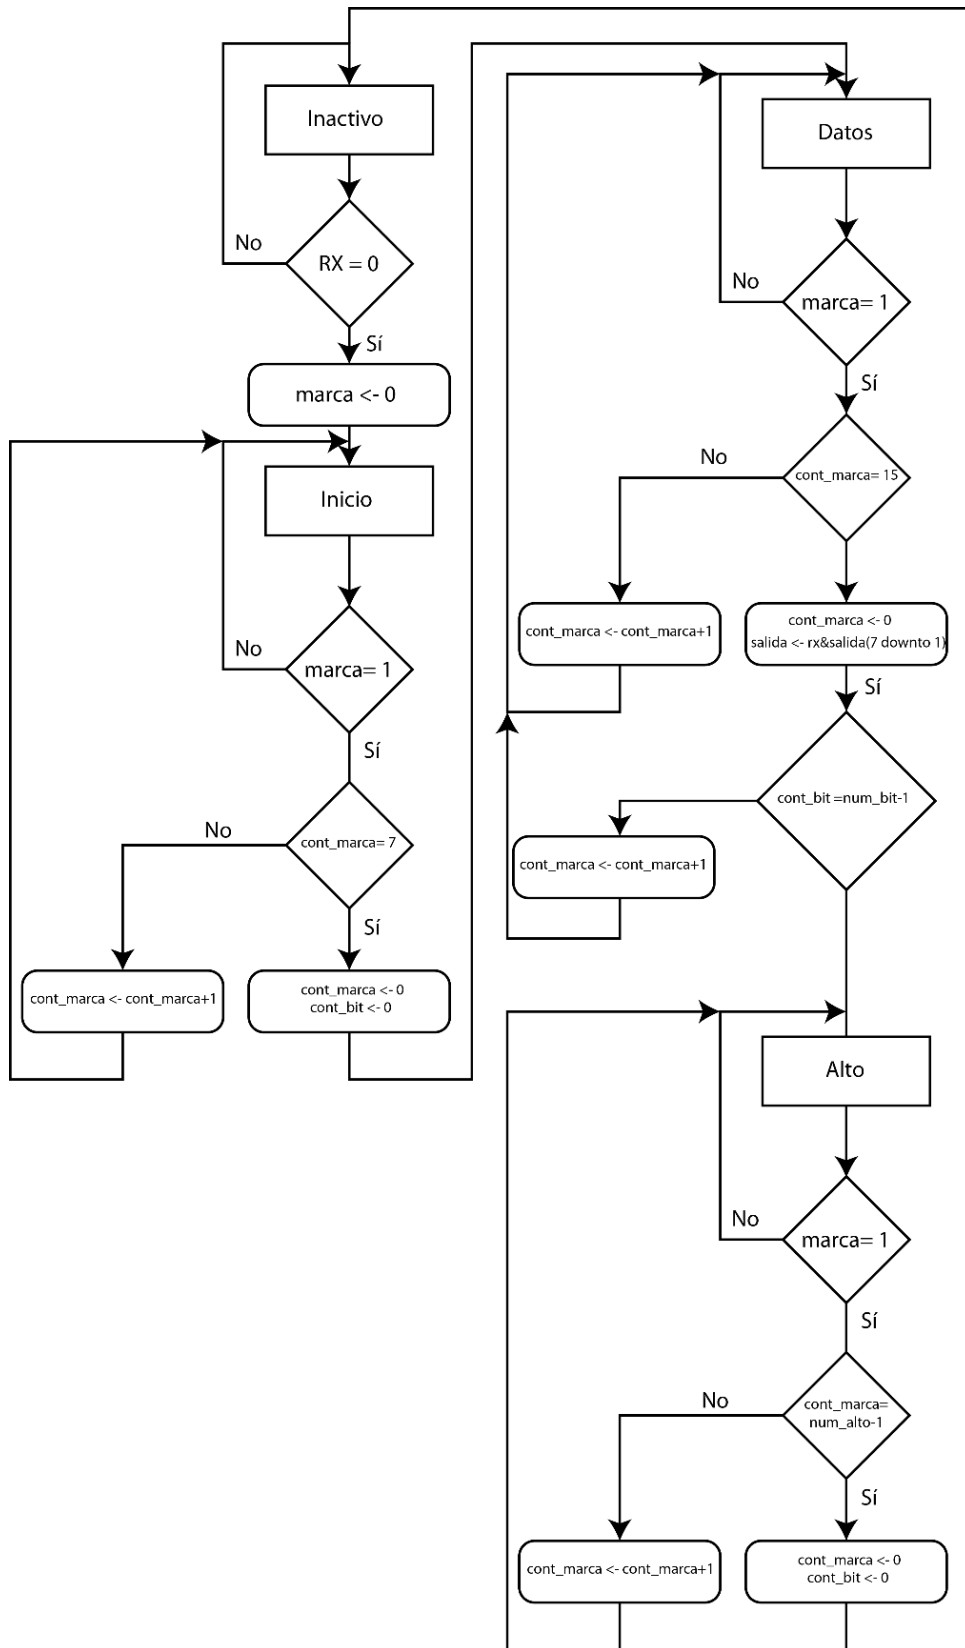 Inactivo
RX = 0
No
Sí
marca <- 0
Inicio
marca= 1
No
Sí
cont_marca= 7
No
Sí
cont_marca <- cont_marca+1
cont_marca <- 0
cont_bit <- 0
Datos
marca= 1
No
Sí
cont_marca= 15
No
cont_marca <- cont_marca+1
cont_marca <- 0
salida <- rx&salida(7 downto 1)
Sí
cont_bit =num_bit-1
cont_marca <- cont_marca+1
Alto
marca= 1
No
Sí
cont_marca=
num_alto-1
No
Sí
cont_marca <- cont_marca+1
cont_marca <- 0
cont_bit <- 0